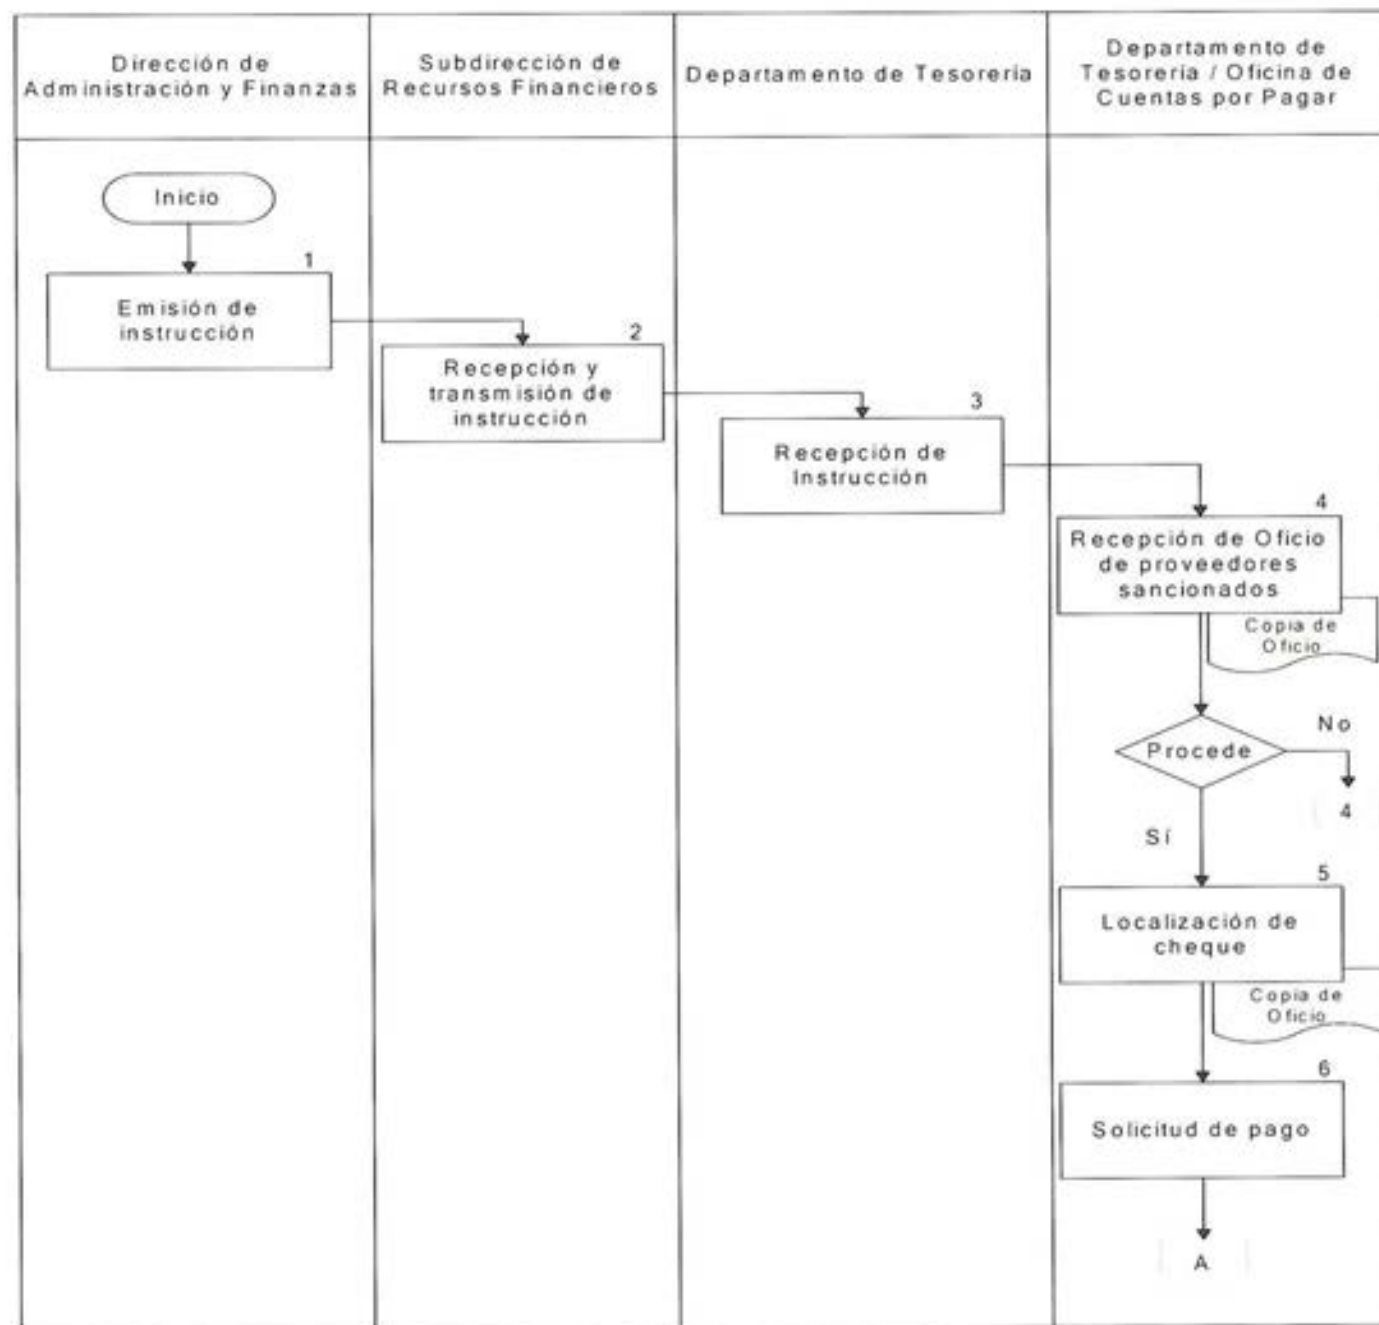 Dirección de
Administración y Finanzas
Subdirección de
Recursos Financieros
Departamento de Tesorería
Departamento de
Tesorería / Oficina de
Cuentas por Pagar
Inicio
1
Emisión de
instrucción
2
Recepción y
transmisión de
instrucción
3
Recepción de
Instrucción
4
Recepción de Oficio
de proveedores
sancionados
Copia de
Oficio
Procede
No
4
Sí
5
Localización de
cheque
Copia de
Oficio
6
Solicitud de pago
A